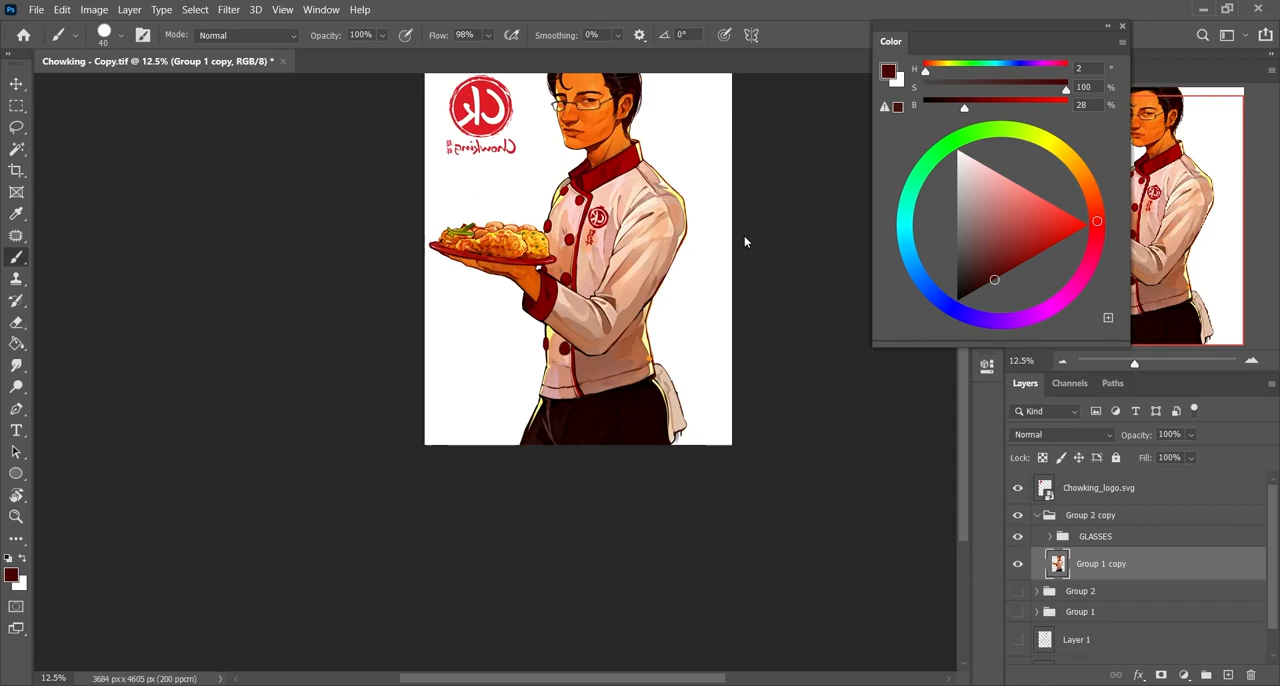 Ps File Edit Image Layer Type Select Filter 3D View Window Help
40 Mode: Normal Opacity: 100% Flow: 98% Smoothing: 0% 0°
Chowking - Copy.tif @ 12.5% (Group 1 copy, RGB/8) * ×
Color
H 2 °
S 100 %
B 28 %
CK
Chowking
CK
12.5%
Layers Channels Paths
Kind
Normal Opacity: 100%
Lock: Fill: 100%
Chowking_logo.svg
Group 2 copy
GLASSES
Group 1 copy
Group 2
Group 1
Layer 1
12.5% 3684 px x 4605 px (200 ppcm)